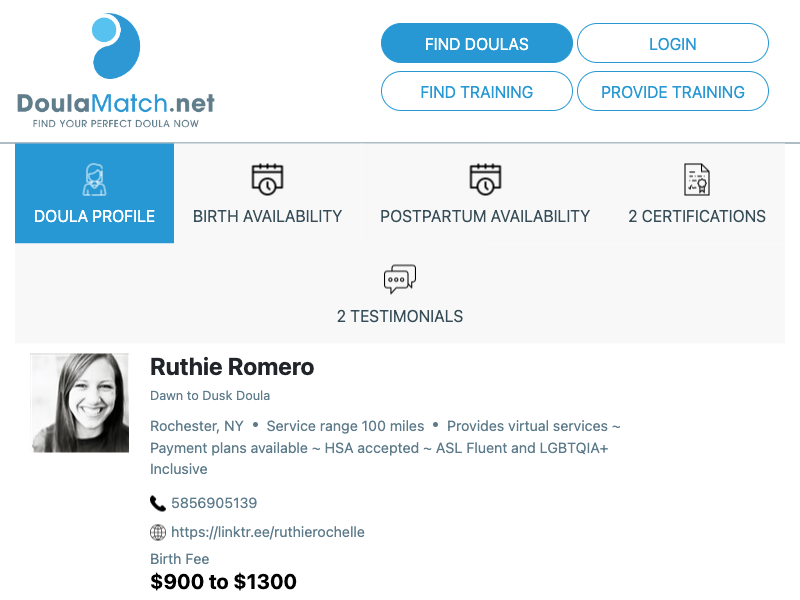 DoulaMatch.net
FIND YOUR PERFECT DOULA NOW
FIND DOULAS
LOGIN
FIND TRAINING
PROVIDE TRAINING
DOULA PROFILE
BIRTH AVAILABILITY
POSTPARTUM AVAILABILITY
2 CERTIFICATIONS
2 TESTIMONIALS
Ruthie Romero
Dawn to Dusk Doula
Rochester, NY • Service range 100 miles • Provides virtual services ~
Payment plans available ~ HSA accepted ~ ASL Fluent and LGBTQIA+
Inclusive
5856905139
https://linktr.ee/ruthierochelle
Birth Fee
$900 to $1300